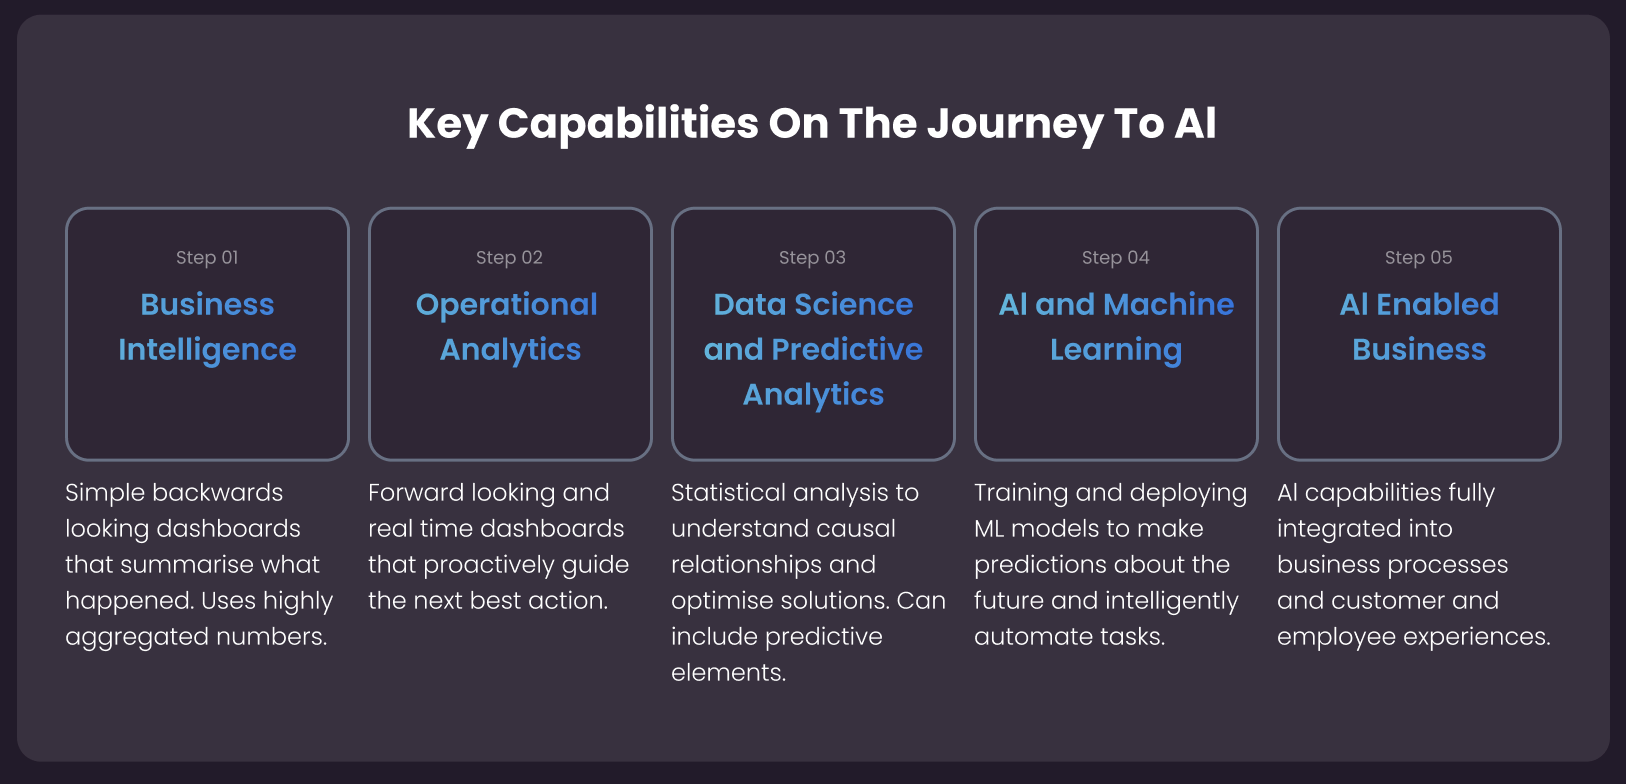 Key Capabilities On The Journey To AI
Step 01
Business
Intelligence
Simple backwards
looking dashboards
that summarise what
happened. Uses highly
aggregated numbers.
Step 02
Operational
Analytics
Forward looking and
real time dashboards
that proactively guide
the next best action.
Step 03
Data Science
and Predictive
Analytics
Statistical analysis to
understand causal
relationships and
optimise solutions. Can
include predictive
elements.
Step 04
AI and Machine
Learning
Training and deploying
ML models to make
predictions about the
future and intelligently
automate tasks.
Step 05
AI Enabled
Business
AI capabilities fully
integrated into
business processes
and customer and
employee experiences.